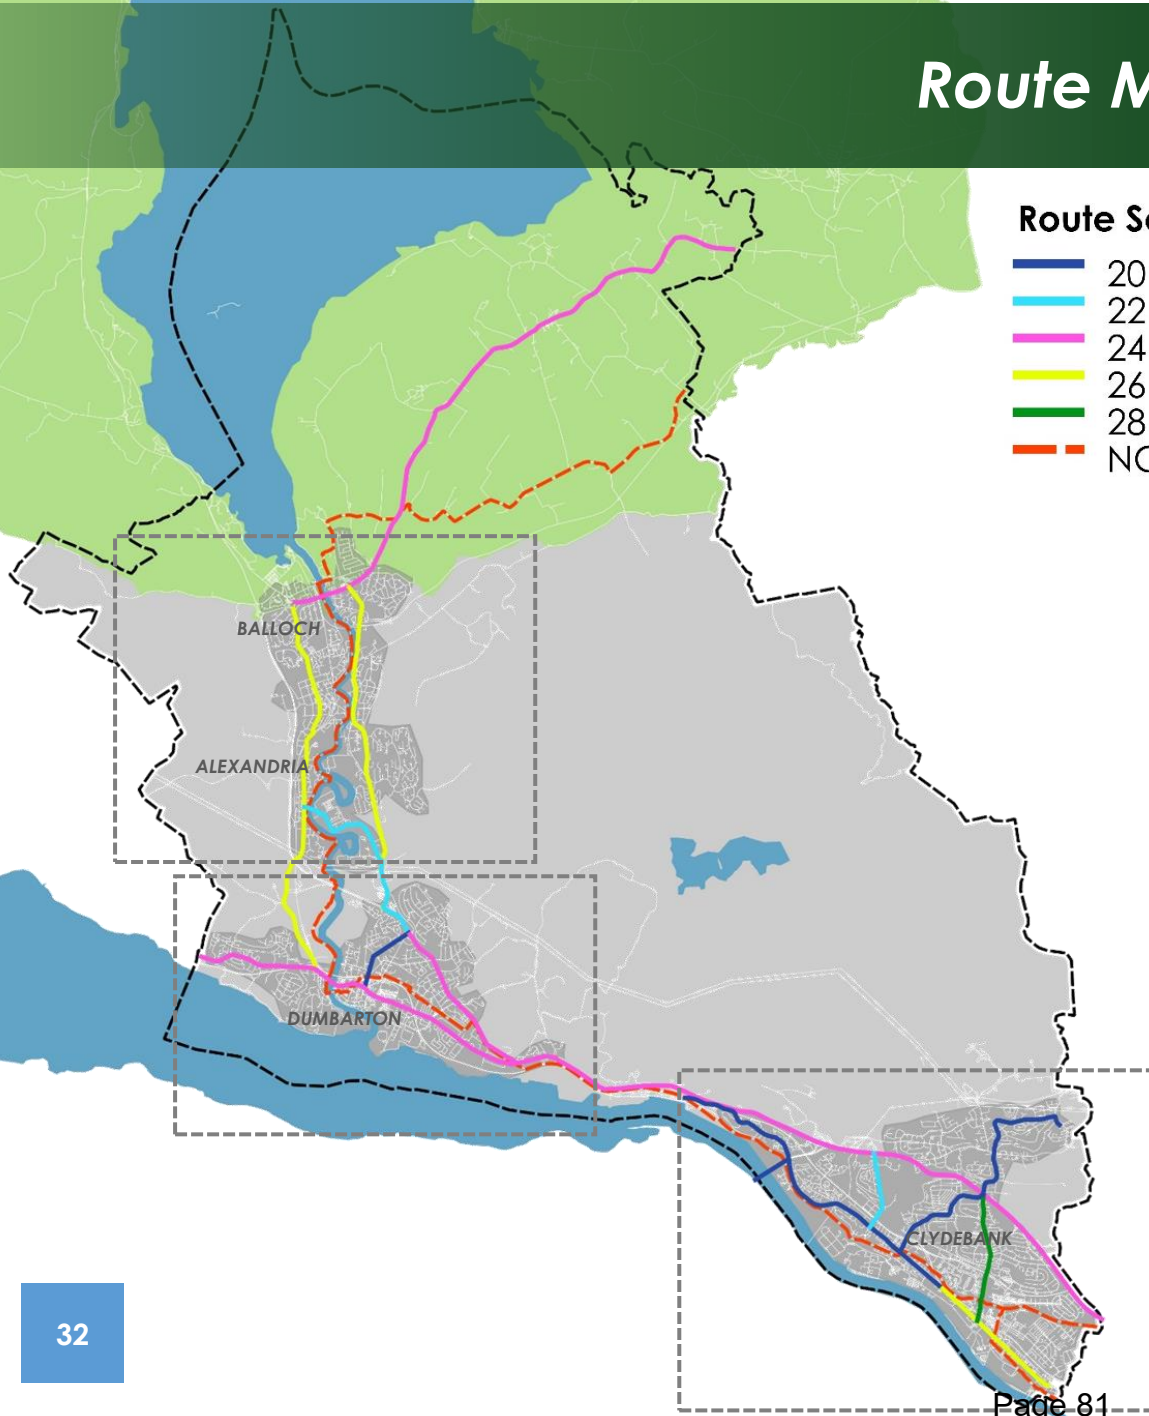 Route M
Route Sc
20
22
24
26
28
NC
BALLOCH
ALEXANDRIA
DUMBARTON
CLYDEBANK
32
Page 81